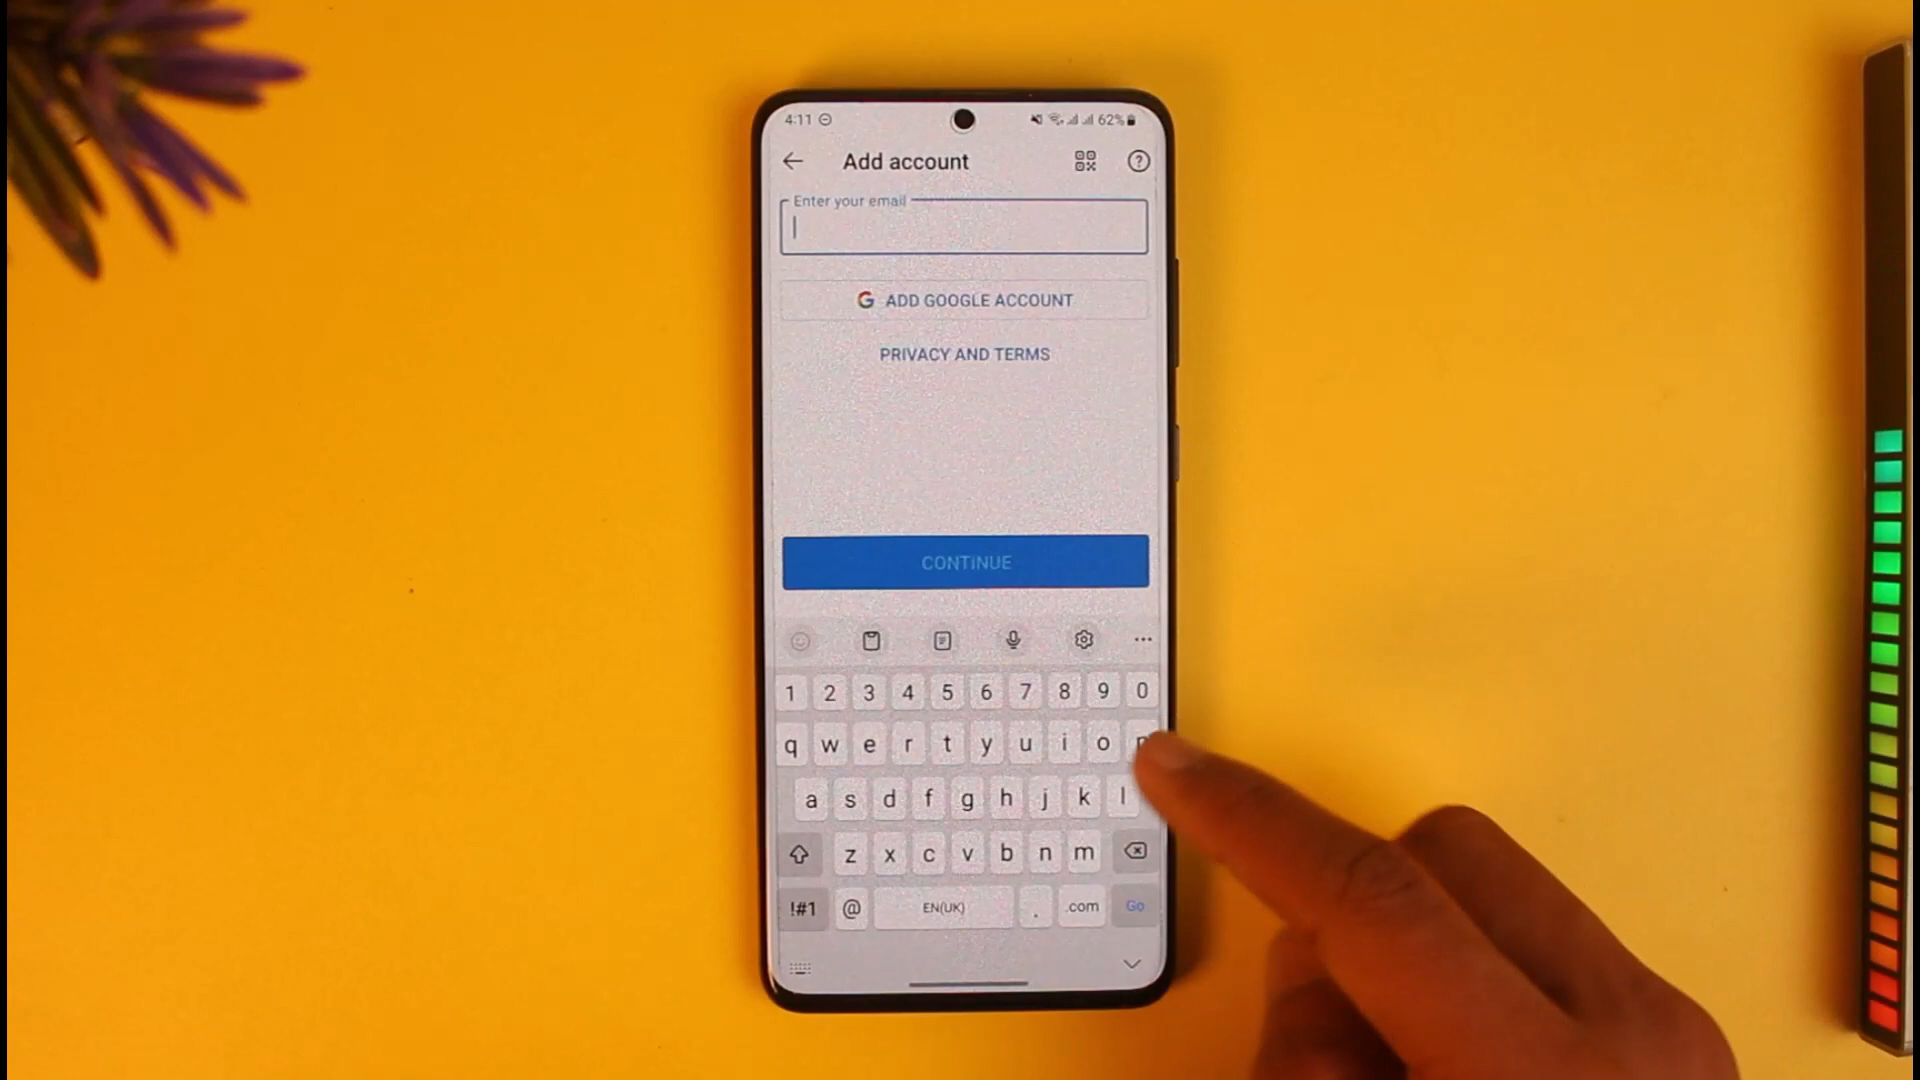 4:11 62%
Add account
Enter your email
G ADD GOOGLE ACCOUNT
PRIVACY AND TERMS
CONTINUE
1 2 3 4 5 6 7 8 9 0
q w e r t y u i o
a s d f g h j k l
z x c v b n m
!#1 @ EN(UK) . .com Go